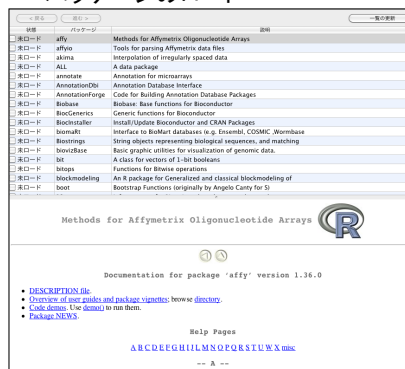 < 戻る 進む > 一覧の更新
状態 パッケージ 説明
未ロード affy Methods for Affymetrix Oligonucleotide Arrays
未ロード affyio Tools for parsing Affymetrix data files
未ロード akima Interpolation of irregularly spaced data
未ロード ALL A data package
未ロード annotate Annotation for microarrays
未ロード AnnotationDbi Annotation Database Interface
未ロード AnnotationForge Code for Building Annotation Database Packages
未ロード Biobase Biobase: Base functions for Bioconductor
未ロード BiocGenerics Generic functions for Bioconductor
未ロード BiocInstaller Install/Update Bioconductor and CRAN Packages
未ロード biomaRt Interface to BioMart databases (e.g. Ensembl, COSMIC ,Wormbase
未ロード Biostrings String objects representing biological sequences, and matching
未ロード biovizBase Basic graphic utilities for visualization of genomic data.
未ロード bit A class for vectors of 1-bit booleans
未ロード bitops Functions for Bitwise operations
未ロード blockmodeling An R package for Generalized and classical blockmodeling of
未ロード boot Bootstrap Functions (originally by Angelo Canty for S)
Methods for Affymetrix Oligonucleotide Arrays R
Documentation for package 'affy' version 1.36.0
DESCRIPTION file.
Overview of user guides and package vignettes; browse directory.
Code demos. Use demo() to run them.
Package NEWS.
Help Pages
A B C D E F G H I J L M N O P Q R S T U W X misc
-- A --